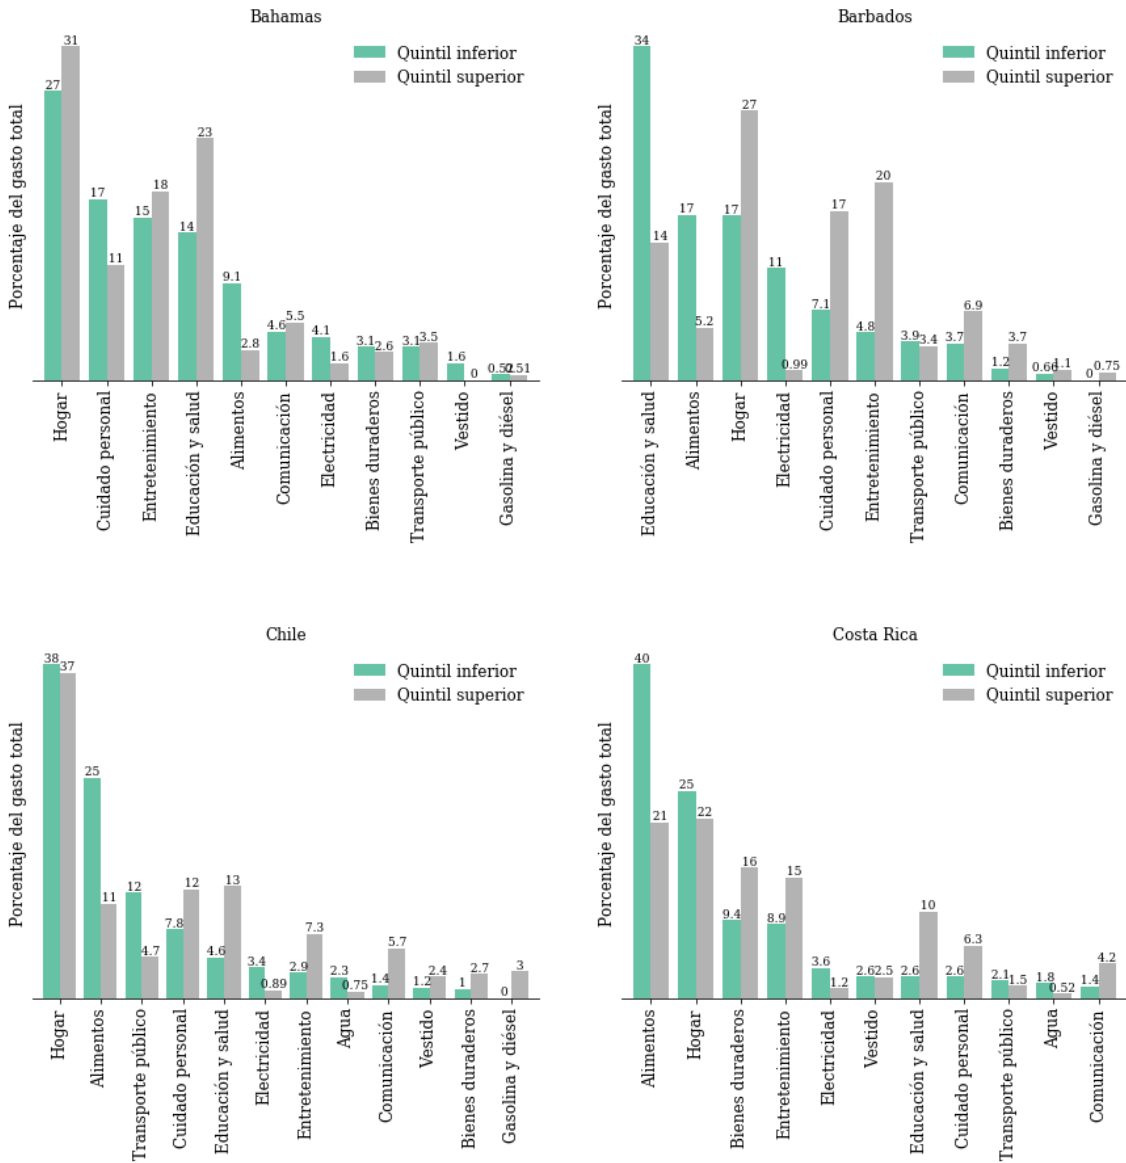 Bahamas
Quintil inferior
Quintil superior
Porcentaje del gasto total
27
31
17
11
15
18
14
23
9.1
2.8
4.6
5.5
4.1
1.6
3.1
2.6
3.1
3.5
1.6
0
0.52
0.51
Hogar
Cuidado personal
Entretenimiento
Educación y salud
Alimentos
Comunicación
Electricidad
Bienes duraderos
Transporte público
Vestido
Gasolina y diésel
Barbados
Quintil inferior
Quintil superior
Porcentaje del gasto total
34
14
17
5.2
17
27
11
0.99
7.1
17
4.8
20
3.9
3.4
3.7
6.9
1.2
3.7
0.66
1.1
0
0.75
Educación y salud
Alimentos
Hogar
Electricidad
Cuidado personal
Entretenimiento
Transporte público
Comunicación
Bienes duraderos
Vestido
Gasolina y diésel
Chile
Quintil inferior
Quintil superior
Porcentaje del gasto total
38
37
25
11
12
4.7
7.8
12
4.6
13
3.4
0.89
2.9
7.3
2.3
0.75
1.4
5.7
1.2
2.4
1
2.7
0
3
Hogar
Alimentos
Transporte público
Cuidado personal
Educación y salud
Electricidad
Entretenimiento
Agua
Comunicación
Vestido
Bienes duraderos
Gasolina y diésel
Costa Rica
Quintil inferior
Quintil superior
Porcentaje del gasto total
40
21
25
22
9.4
16
8.9
15
3.6
1.2
2.6
2.5
2.6
10
2.6
6.3
2.1
1.5
1.8
0.52
1.4
4.2
Alimentos
Hogar
Bienes duraderos
Entretenimiento
Electricidad
Vestido
Educación y salud
Cuidado personal
Transporte público
Agua
Comunicación